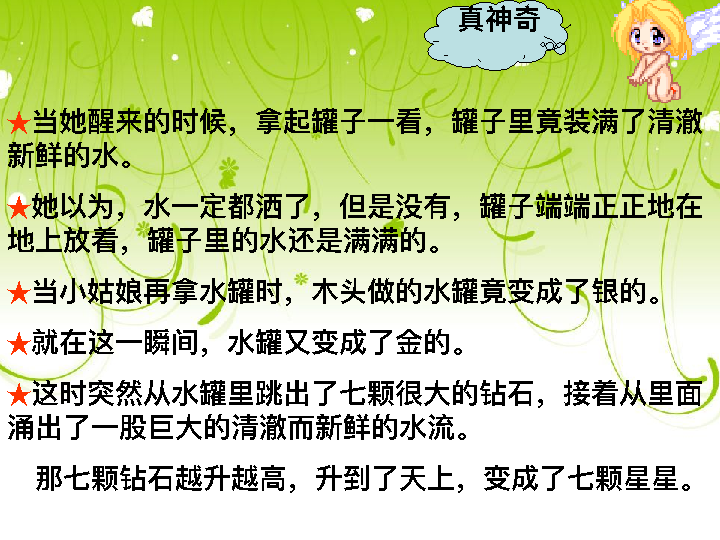 真神奇
★当她醒来的时候，拿起罐子一看，罐子里竟装满了清澈
新鲜的水。
★她以为，水一定都洒了，但是没有，罐子端端正正地在
地上放着，罐子里的水还是满满的。
★当小姑娘再拿水罐时，木头做的水罐竟变成了银的。
★就在这一瞬间，水罐又变成了金的。
★这时突然从水罐里跳出了七颗很大的钻石，接着从里面
涌出了一股巨大的清澈而新鲜的水流。
那七颗钻石越升越高，升到了天上，变成了七颗星星。